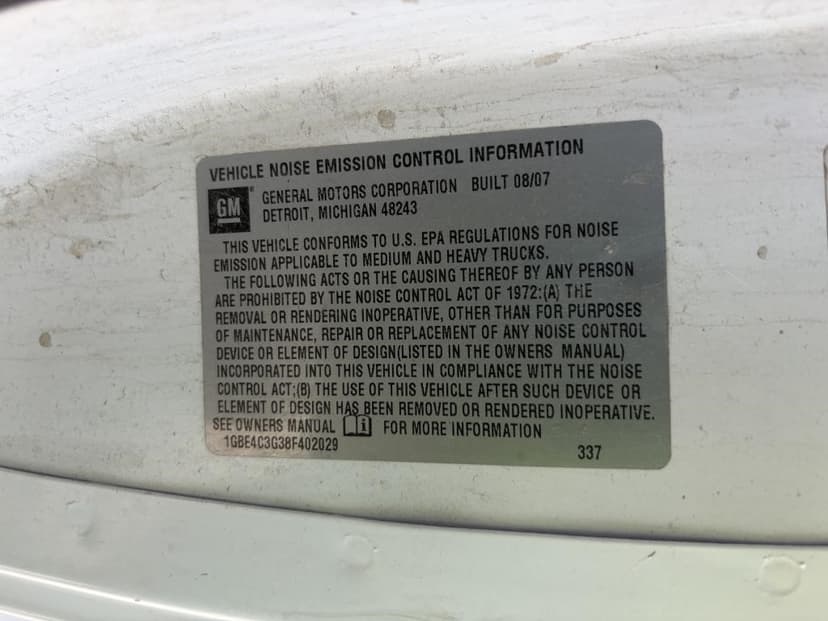 VEHICLE NOISE EMISSION CONTROL INFORMATION
GM® GENERAL MOTORS CORPORATION BUILT 08/07
DETROIT, MICHIGAN 48243
THIS VEHICLE CONFORMS TO U.S. EPA REGULATIONS FOR NOISE
EMISSION APPLICABLE TO MEDIUM AND HEAVY TRUCKS.
THE FOLLOWING ACTS OR THE CAUSING THEREOF BY ANY PERSON
ARE PROHIBITED BY THE NOISE CONTROL ACT OF 1972:(A) THE
REMOVAL OR RENDERING INOPERATIVE, OTHER THAN FOR PURPOSES
OF MAINTENANCE, REPAIR OR REPLACEMENT OF ANY NOISE CONTROL
DEVICE OR ELEMENT OF DESIGN(LISTED IN THE OWNERS MANUAL)
INCORPORATED INTO THIS VEHICLE IN COMPLIANCE WITH THE NOISE
CONTROL ACT;(B) THE USE OF THIS VEHICLE AFTER SUCH DEVICE OR
ELEMENT OF DESIGN HAS BEEN REMOVED OR RENDERED INOPERATIVE.
SEE OWNERS MANUAL i FOR MORE INFORMATION
1GBE4C3G38F402029 337